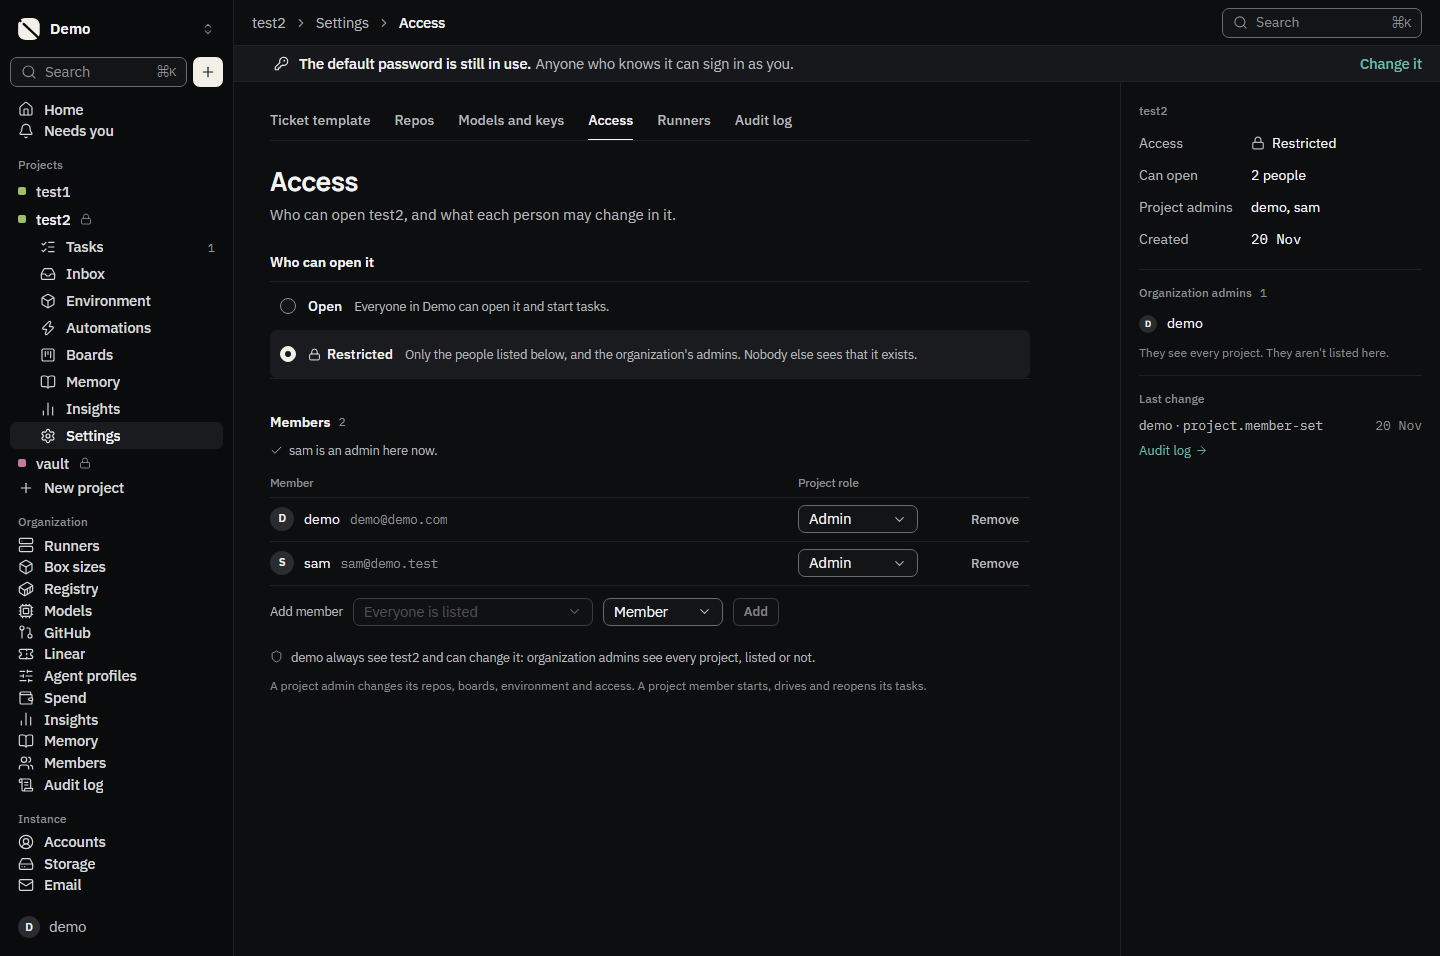 Demo
Search ⌘K
Home
Needs you
Projects
test1
test2
Tasks 1
Inbox
Environment
Automations
Boards
Memory
Insights
Settings
vault
New project
Organization
Runners
Box sizes
Registry
Models
GitHub
Linear
Agent profiles
Spend
Insights
Memory
Members
Audit log
Instance
Accounts
Storage
Email
D demo
test2 > Settings > Access
Search ⌘K
The default password is still in use. Anyone who knows it can sign in as you.
Change it
Ticket template Repos Models and keys Access Runners Audit log
Access
Who can open test2, and what each person may change in it.
Who can open it
Open Everyone in Demo can open it and start tasks.
Restricted Only the people listed below, and the organization's admins. Nobody else sees that it exists.
Members 2
sam is an admin here now.
Member Project role
D demo demo@demo.com Admin Remove
S sam sam@demo.test Admin Remove
Add member Everyone is listed Member Add
demo always see test2 and can change it: organization admins see every project, listed or not.
A project admin changes its repos, boards, environment and access. A project member starts, drives and reopens its tasks.
test2
Access Restricted
Can open 2 people
Project admins demo, sam
Created 20 Nov
Organization admins 1
D demo
They see every project. They aren't listed here.
Last change
demo · project.member-set 20 Nov
Audit log →